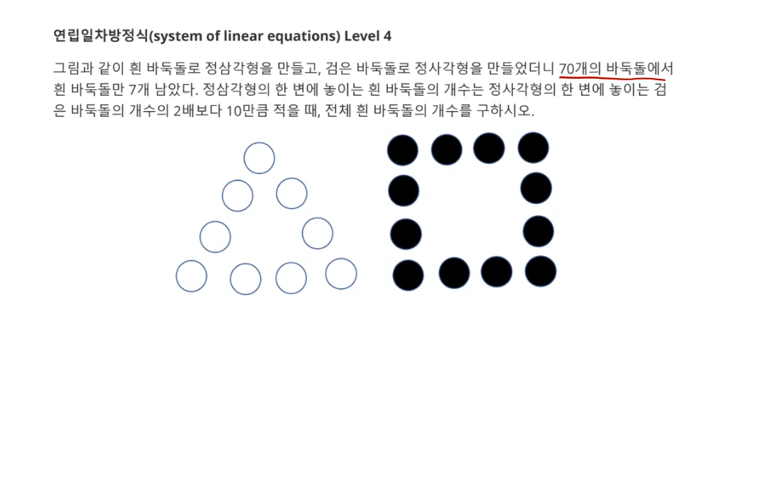 연립일차방정식(system of linear equations) Level 4
그림과 같이 흰 바둑돌로 정삼각형을 만들고, 검은 바둑돌로 정사각형을 만들었더니 70개의 바둑돌에서
흰 바둑돌만 7개 남았다. 정삼각형의 한 변에 놓이는 흰 바둑돌의 개수는 정사각형의 한 변에 놓이는 검
은 바둑돌의 개수의 2배보다 10만큼 적을 때, 전체 흰 바둑돌의 개수를 구하시오.